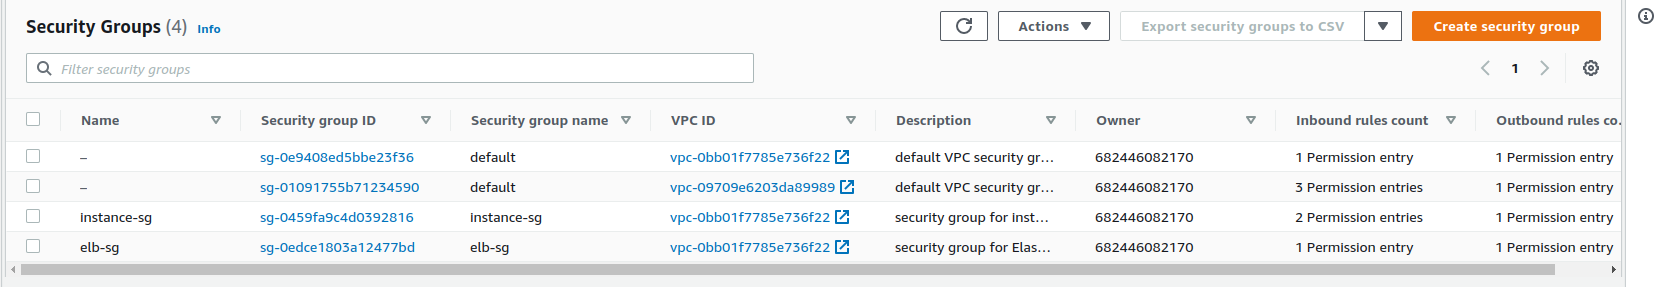 Security Groups (4) Info Actions Export security groups to CSV Create security group
Filter security groups 1
Name Security group ID Security group name VPC ID Description Owner Inbound rules count Outbound rules co.
– sg-0e9408ed5bbe23f36 default vpc-0bb01f7785e736f22 default VPC security gr... 682446082170 1 Permission entry 1 Permission entry
– sg-01091755b71234590 default vpc-09709e6203da89989 default VPC security gr... 682446082170 3 Permission entries 1 Permission entry
instance-sg sg-0459fa9c4d0392816 instance-sg vpc-0bb01f7785e736f22 security group for inst... 682446082170 2 Permission entries 1 Permission entry
elb-sg sg-0edce1803a12477bd elb-sg vpc-0bb01f7785e736f22 security group for Elas... 682446082170 1 Permission entry 1 Permission entry